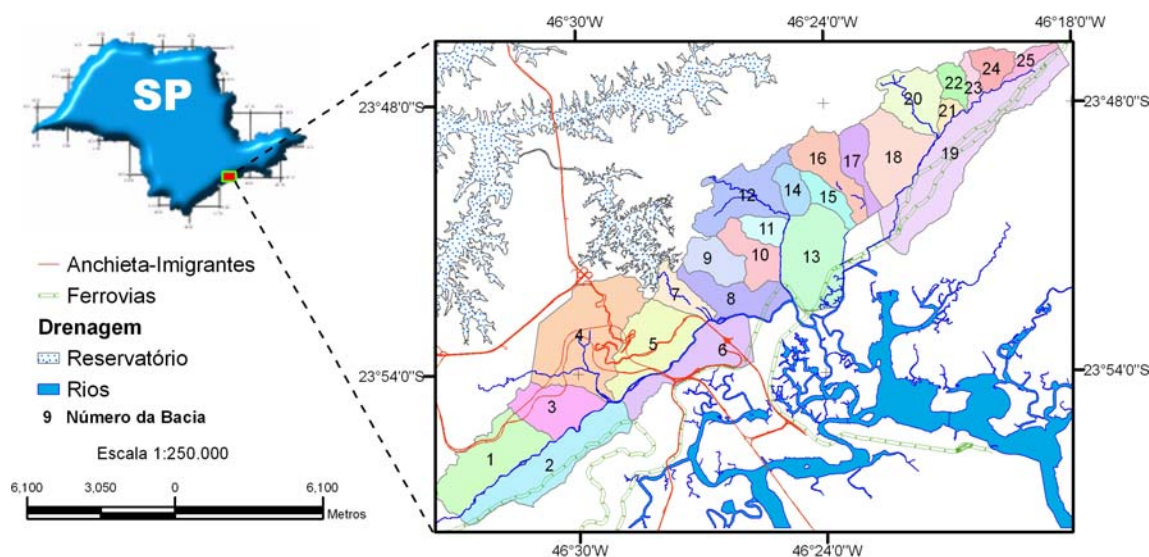 SP
Anchieta-Imigrantes
Ferrovias
Drenagem
Reservatório
Rios
9 Número da Bacia
Escala 1:250.000
6,100 3,050 0 6,100
Metros
46°30'0"W 46°24'0"W 46°18'0"W
23°48'0"S 23°48'0"S
23°54'0"S 23°54'0"S
46°30'0"W 46°24'0"W
24 25
22 23
20 21
19
18
17
16
15
14
12
13
11
10
9
8
7
6
5
4
3
2
1